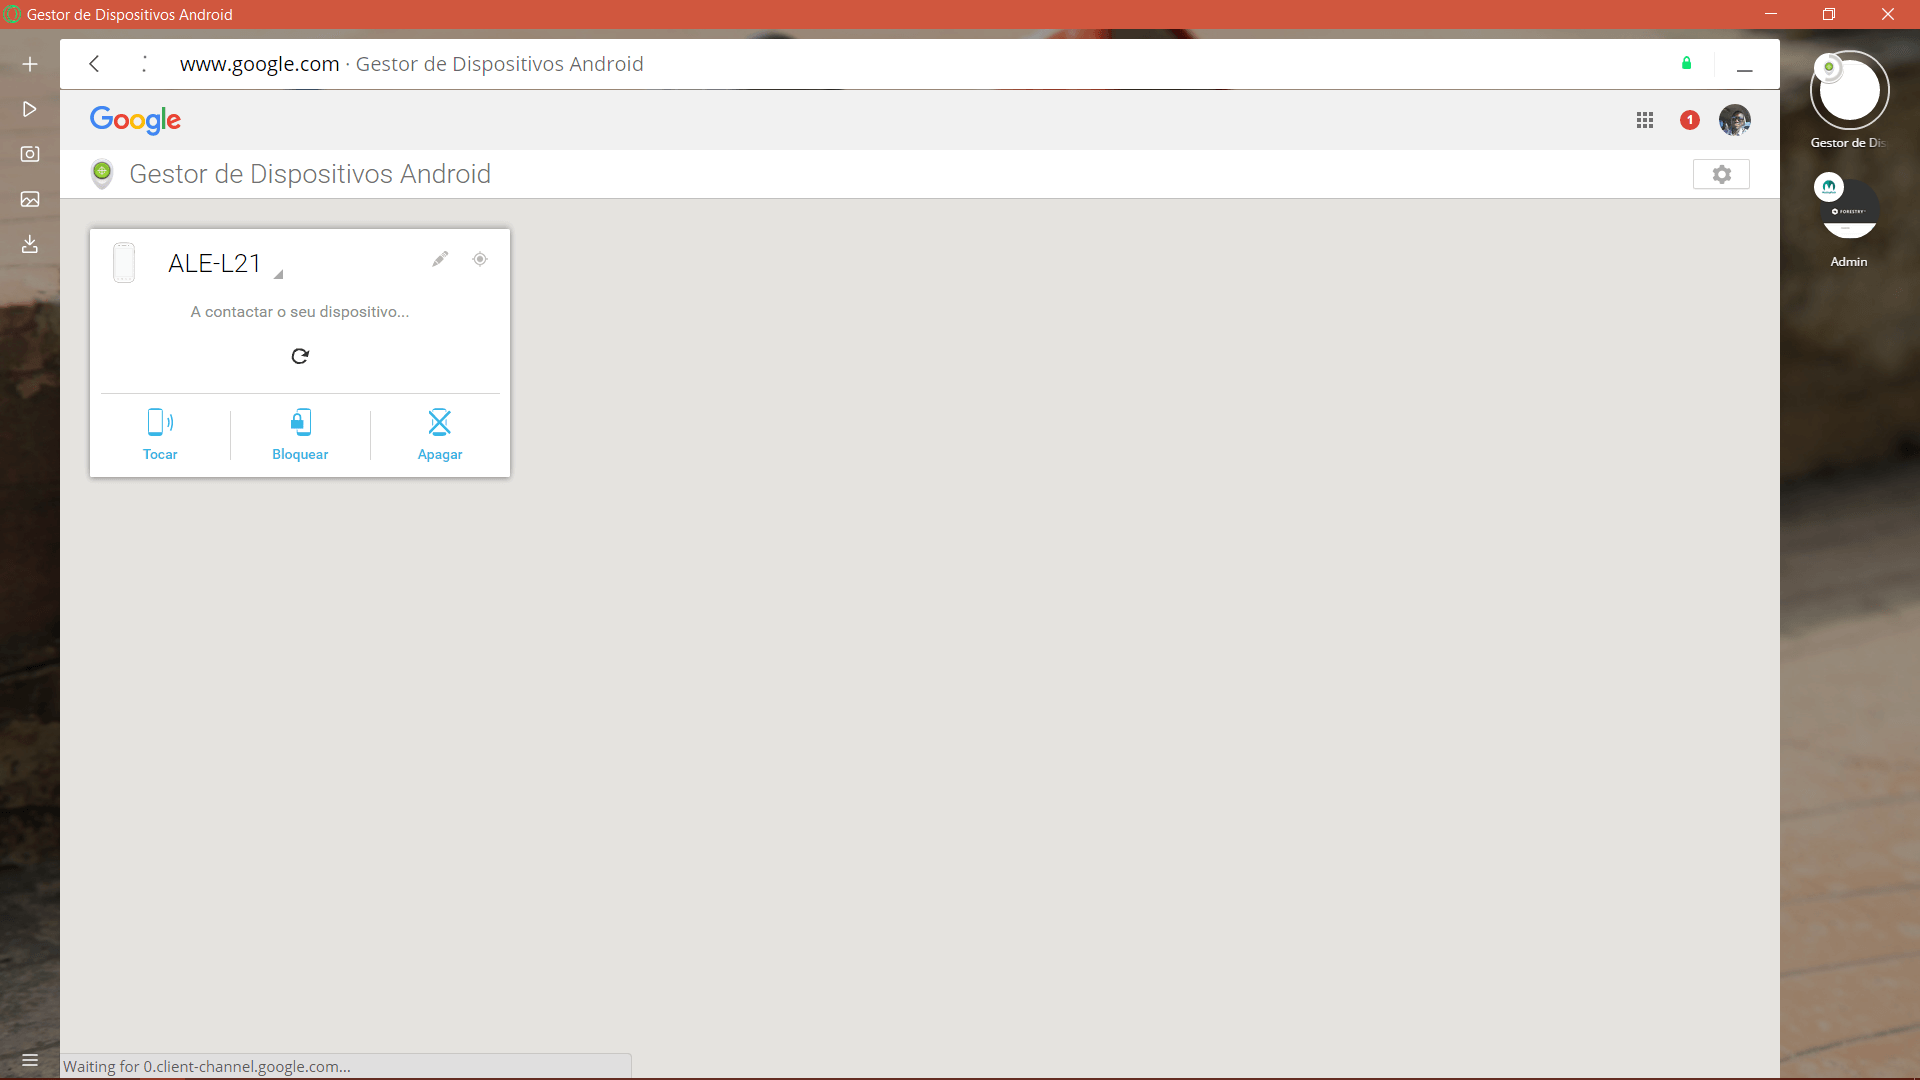 Gestor de Dispositivos Android
www.google.com · Gestor de Dispositivos Android
Google
1
Gestor de Dispositivos Android
Gestor de Dis
ALE-L21
A contactar o seu dispositivo...
Tocar
Bloquear
Apagar
FORESTRY
Admin
Waiting for 0.client-channel.google.com...